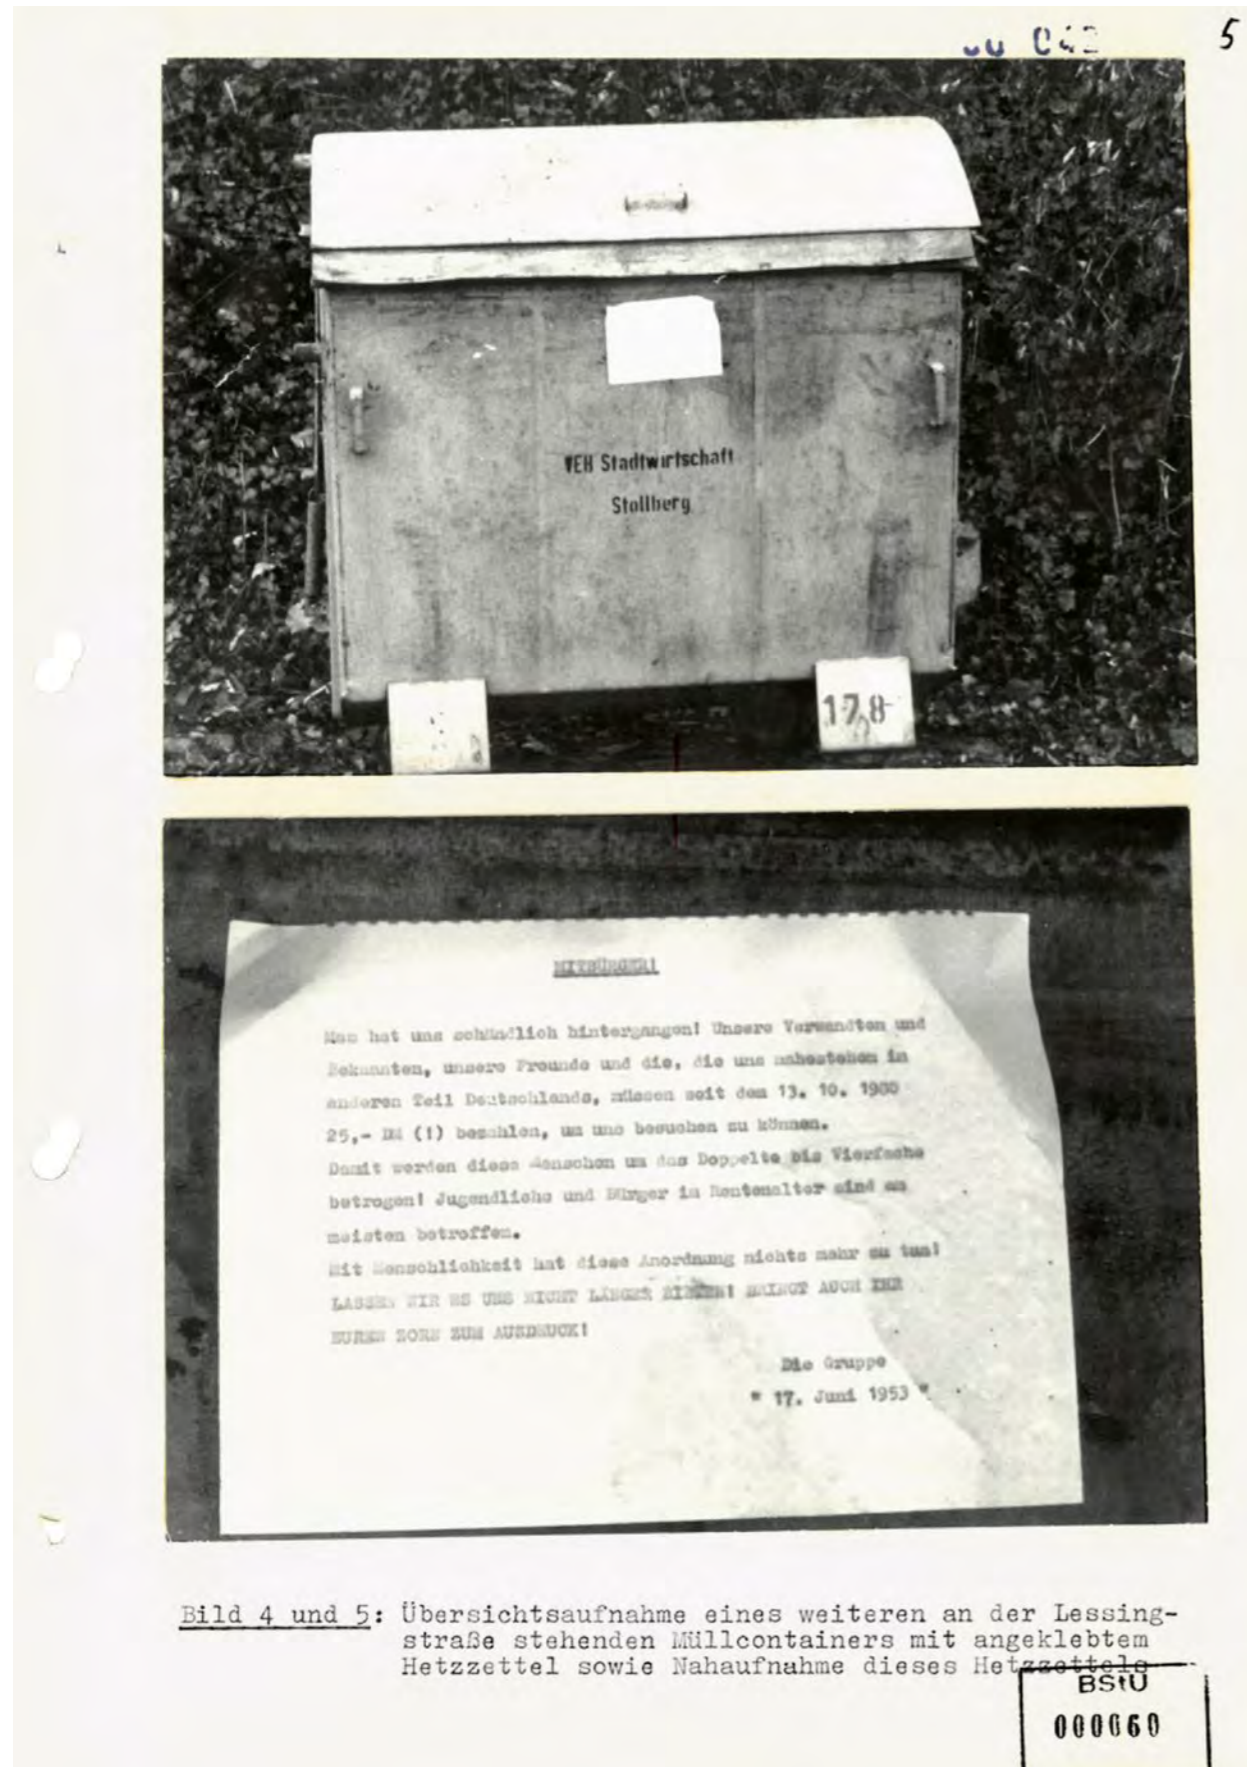 5
VEB Stadtwirtschaft
Stollberg
178
MITBÜRGER!
Man hat uns schändlich hintergangen! Unsere Verwandten und
Bekannten, unsere Freunde und die, die uns nahestehen im
anderen Teil Deutschlands, müssen seit dem 13. 10. 1980
25,- DM (!) bezahlen, um uns besuchen zu können.
Damit werden diese Menschen um das Doppelte bis Vierfache
betrogen! Jugendliche und Bürger im Rentenalter sind am
meisten betroffen.
Mit Menschlichkeit hat diese Anordnung nichts mehr zu tun!
LASSEN WIR ES UNS NICHT LÄNGER BIETEN! BRINGT AUCH IHR
EUREN ZORN ZUM AUSDRUCK!
Die Gruppe
" 17. Juni 1953 "
Bild 4 und 5: Übersichtsaufnahme eines weiteren an der Lessing-
straße stehenden Müllcontainers mit angeklebtem
Hetzzettel sowie Nahaufnahme dieses Hetzzettels
BStU
000060